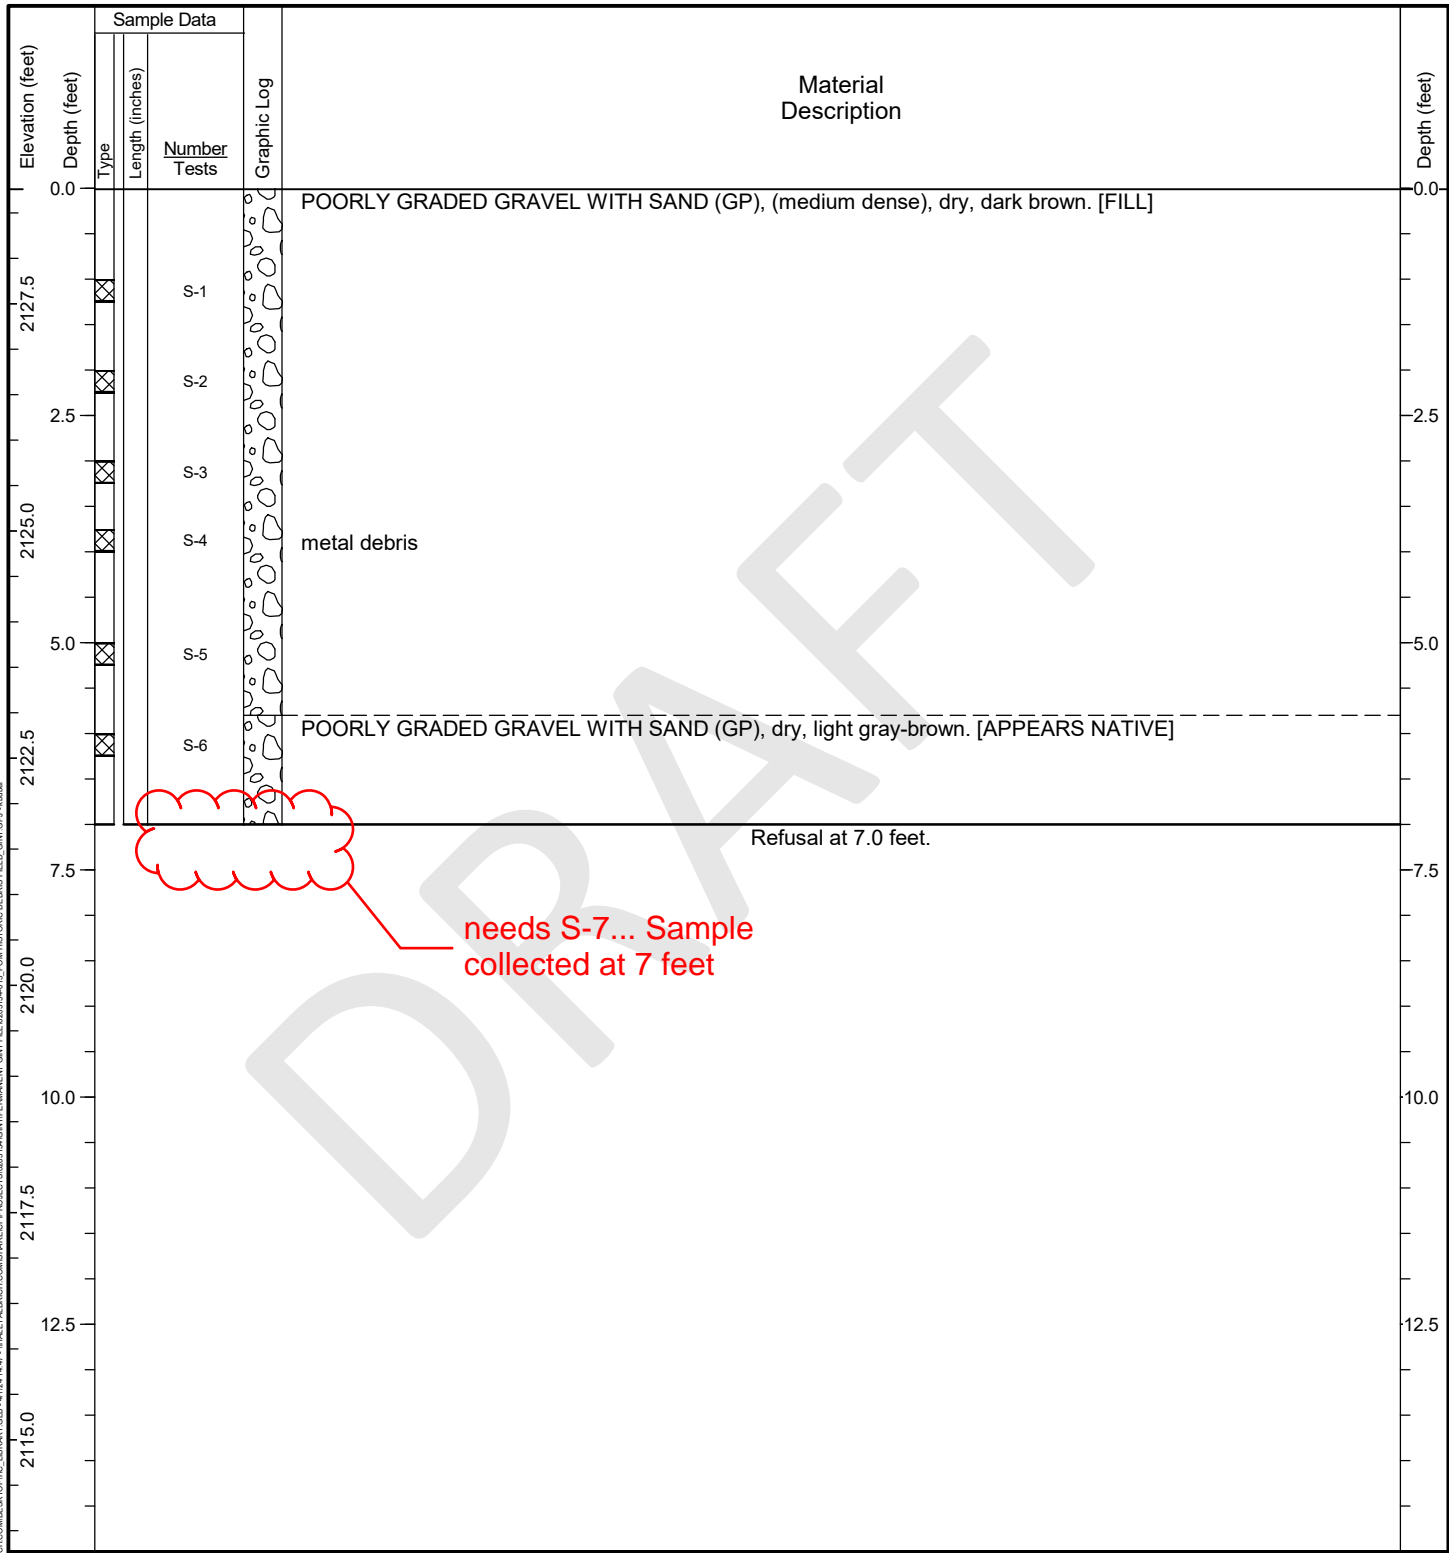 Sample Data
Elevation (feet)
Depth (feet)
Type
Length (inches)
Number
Tests
Graphic Log
Material
Description
Depth (feet)
0.0
POORLY GRADED GRAVEL WITH SAND (GP), (medium dense), dry, dark brown. [FILL]
0.0
S-1
2127.5
S-2
2.5
2.5
S-3
2125.0
S-4
metal debris
5.0
5.0
S-5
POORLY GRADED GRAVEL WITH SAND (GP), dry, light gray-brown. [APPEARS NATIVE]
S-6
2122.5
Refusal at 7.0 feet.
7.5
7.5
needs S-7... Sample
collected at 7 feet
2120.0
10.0
10.0
2117.5
12.5
12.5
2115.0
DRAFT